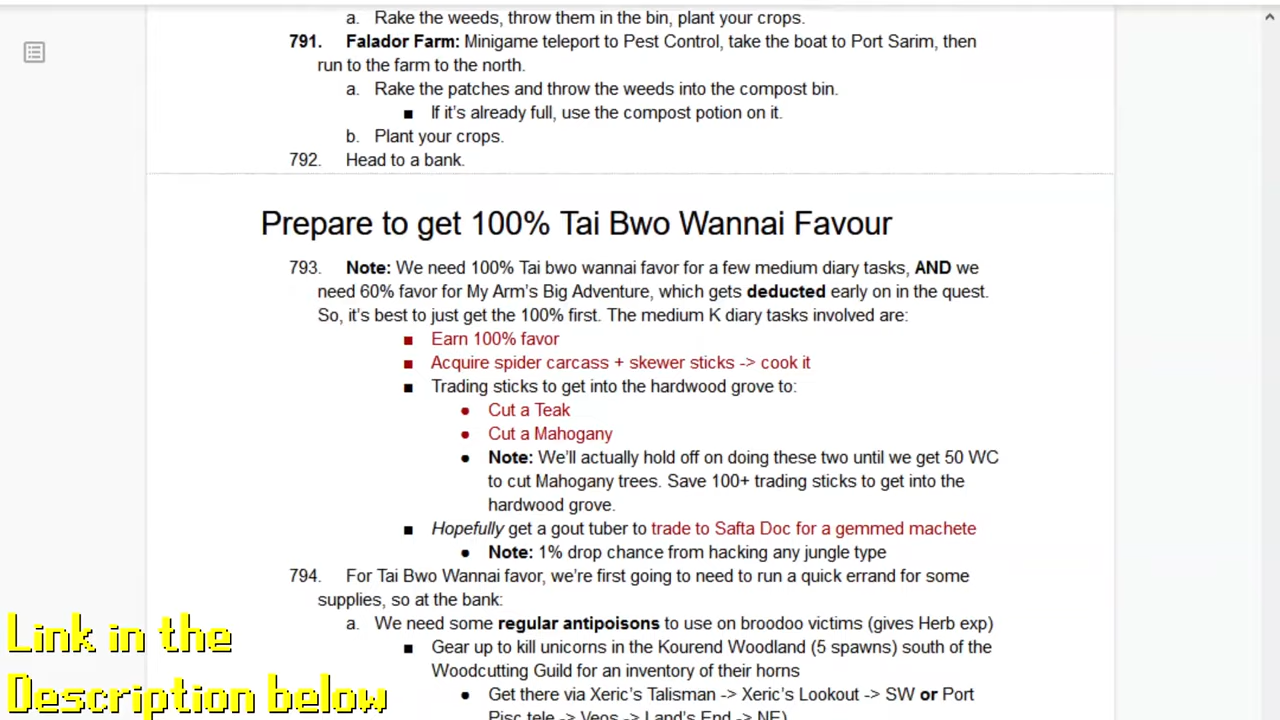 a. Rake the weeds, throw them in the bin, plant your crops.
791. Falador Farm: Minigame teleport to Pest Control, take the boat to Port Sarim, then
run to the farm to the north.
a. Rake the patches and throw the weeds into the compost bin.
■ If it's already full, use the compost potion on it.
b. Plant your crops.
792. Head to a bank.
Prepare to get 100% Tai Bwo Wannai Favour
793. Note: We need 100% Tai bwo wannai favor for a few medium diary tasks, AND we
need 60% favor for My Arm's Big Adventure, which gets deducted early on in the quest.
So, it's best to just get the 100% first. The medium K diary tasks involved are:
■ Earn 100% favor
■ Acquire spider carcass + skewer sticks -> cook it
■ Trading sticks to get into the hardwood grove to:
● Cut a Teak
● Cut a Mahogany
● Note: We'll actually hold off on doing these two until we get 50 WC
to cut Mahogany trees. Save 100+ trading sticks to get into the
hardwood grove.
■ Hopefully get a gout tuber to trade to Safta Doc for a gemmed machete
● Note: 1% drop chance from hacking any jungle type
794. For Tai Bwo Wannai favor, we're first going to need to run a quick errand for some
supplies, so at the bank:
a. We need some regular antipoisons to use on broodoo victims (gives Herb exp)
■ Gear up to kill unicorns in the Kourend Woodland (5 spawns) south of the
Woodcutting Guild for an inventory of their horns
● Get there via Xeric's Talisman -> Xeric's Lookout -> SW or Port
Pisc tele -> Veos -> Land's End -> NE)
Link in the
Description below